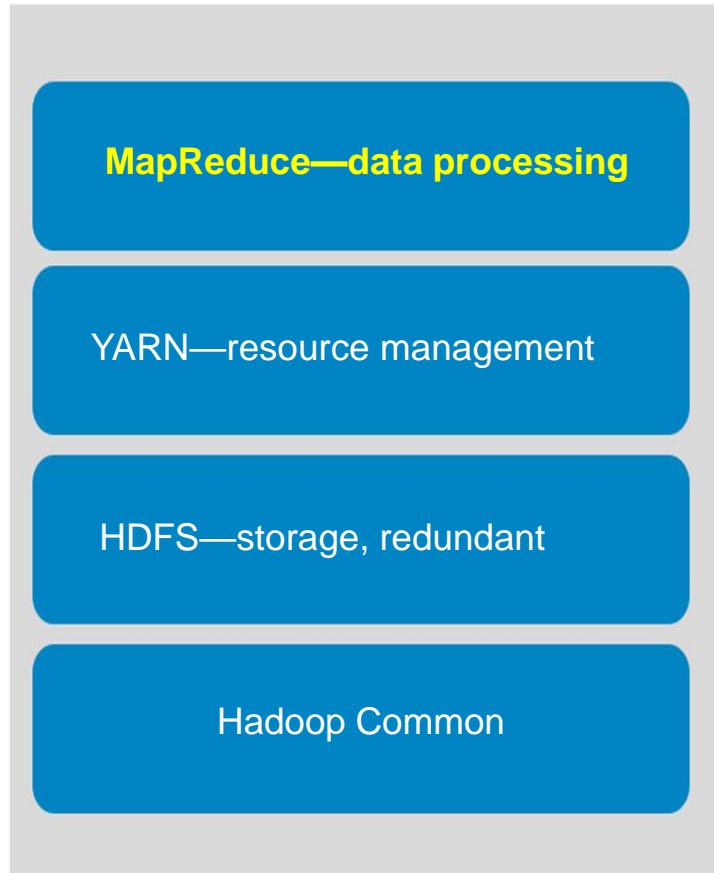 MapReduce—data processing
YARN—resource management
HDFS—storage, redundant
Hadoop Common